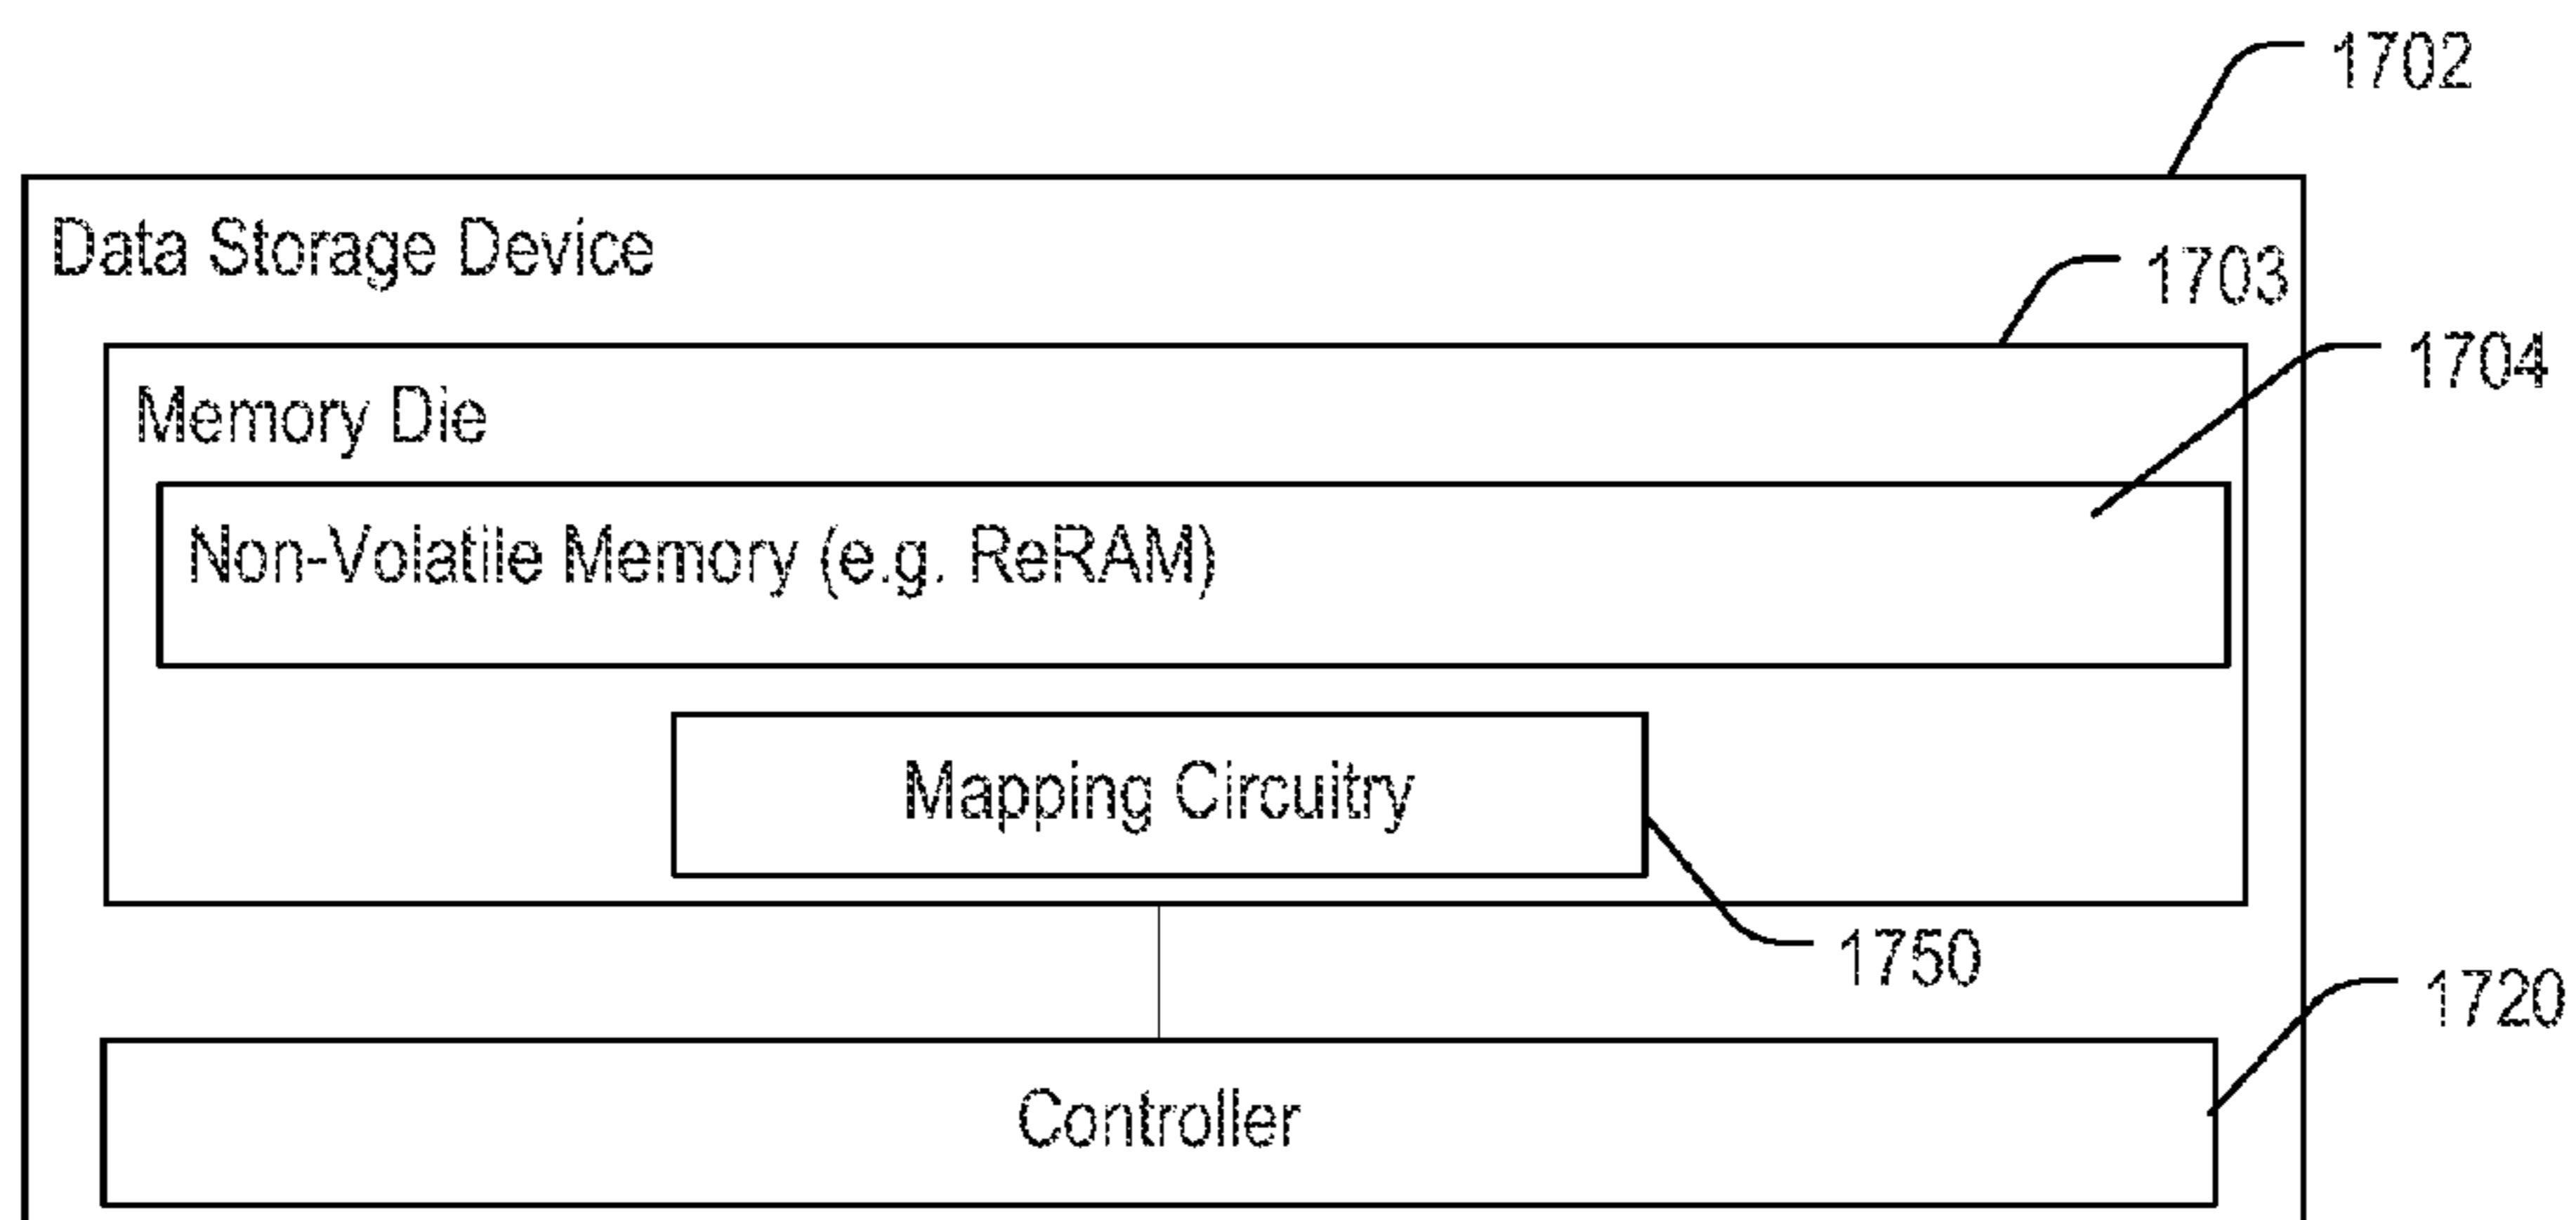 1702
Data Storage Device
1703
1704
Memory Die
Non-Volatile Memory (e.g. ReRAM)
Mapping Circuitry
1750
1720
Controller